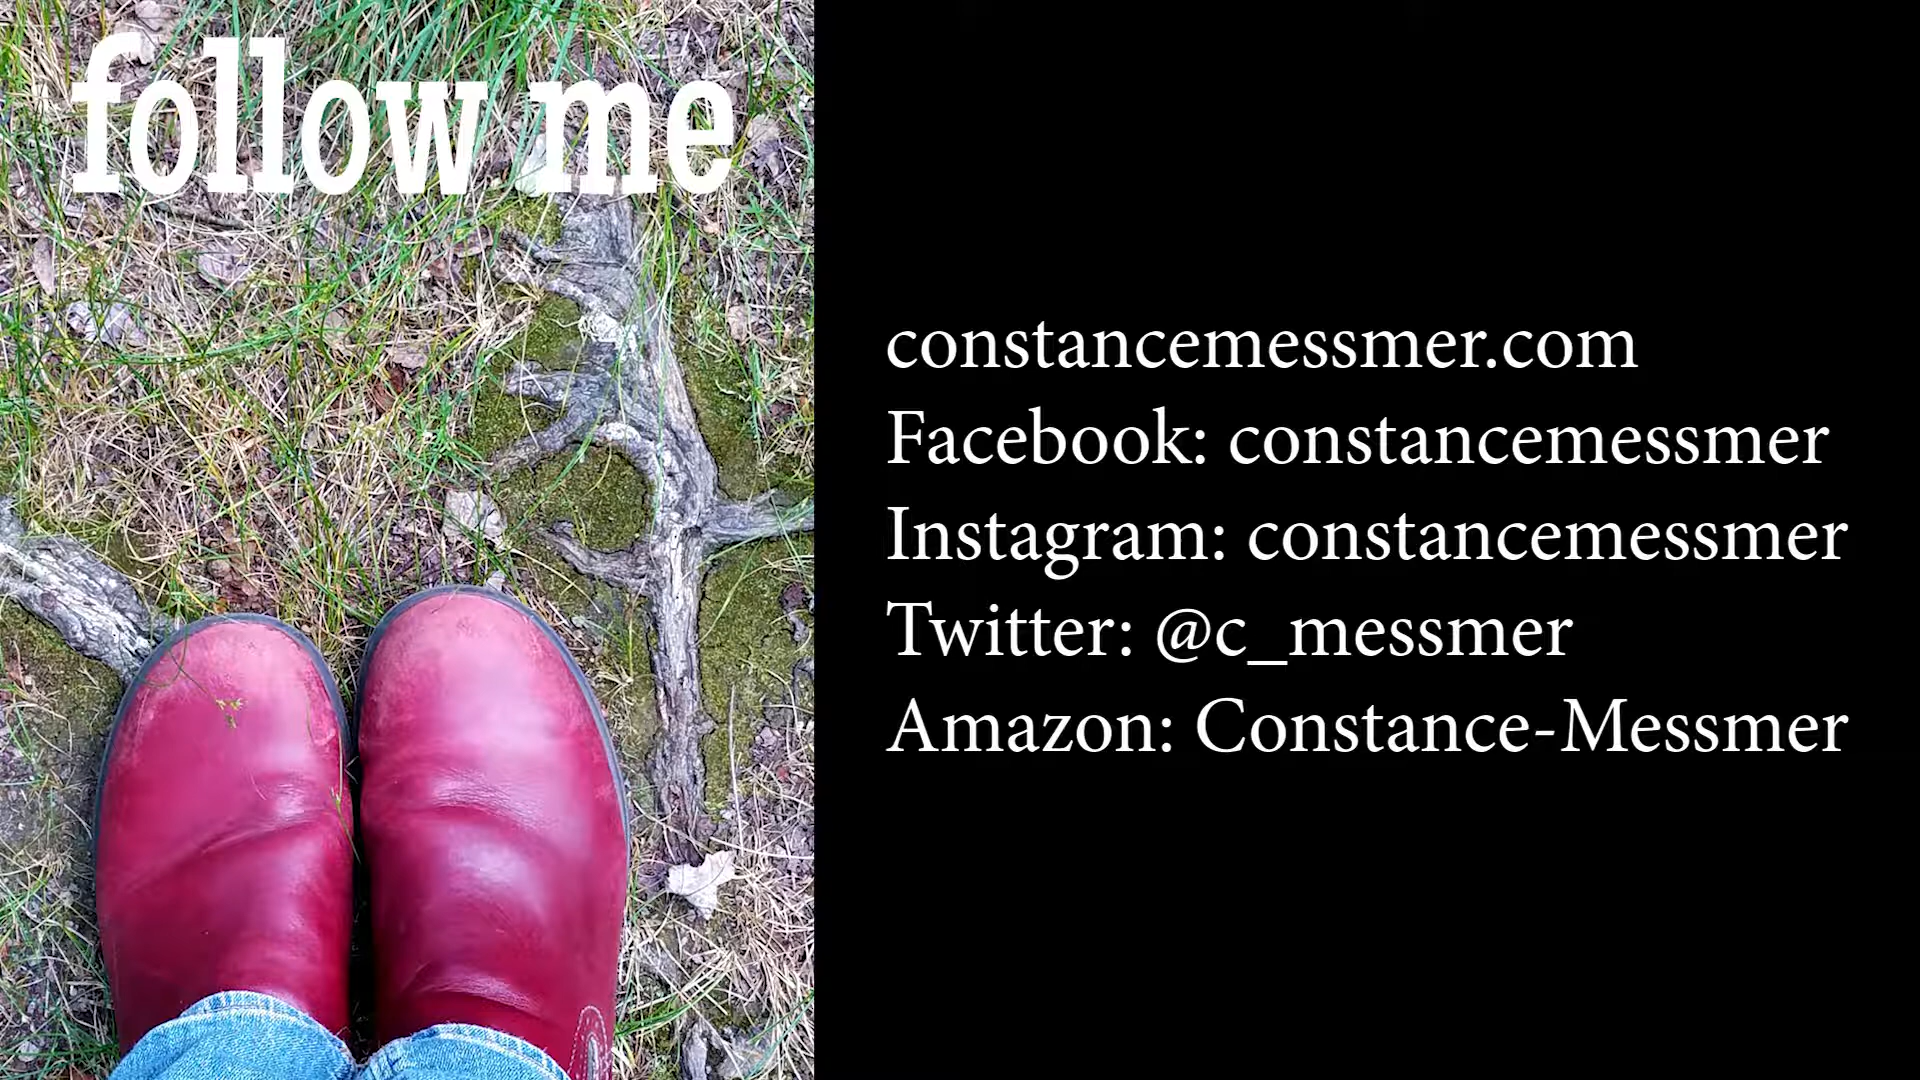 follow me
constancemessmer.com
Facebook: constancemessmer
Instagram: constancemessmer
Twitter: @c_messmer
Amazon: Constance-Messmer